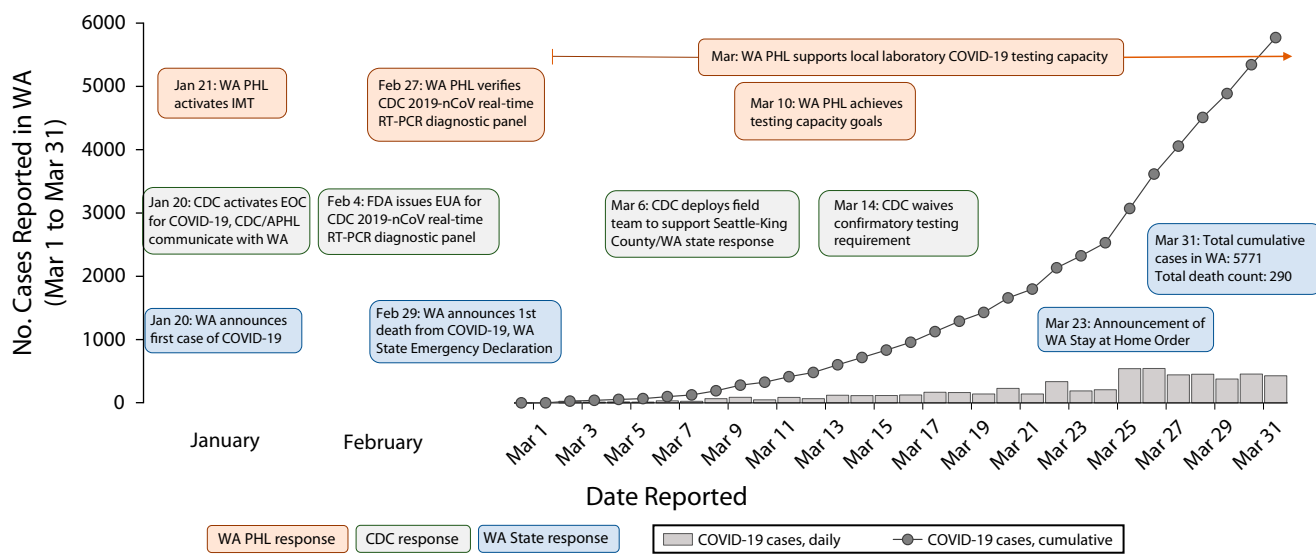 No. Cases Reported in WA
(Mar 1 to Mar 31)
6000
5000
4000
3000
2000
1000
0
Mar: WA PHL supports local laboratory COVID-19 testing capacity
Jan 21: WA PHL
activates IMT
Feb 27: WA PHL verifies
CDC 2019-nCoV real-time
RT-PCR diagnostic panel
Mar 10: WA PHL achieves
testing capacity goals
Jan 20: CDC activates EOC
for COVID-19, CDC/APHL
communicate with WA
Feb 4: FDA issues EUA for
CDC 2019-nCoV real-time
RT-PCR diagnostic panel
Mar 6: CDC deploys field
team to support Seattle-King
County/WA state response
Mar 14: CDC waives
confirmatory testing
requirement
Mar 31: Total cumulative
cases in WA: 5771
Total death count: 290
Jan 20: WA announces
first case of COVID-19
Feb 29: WA announces 1st
death from COVID-19, WA
State Emergency Declaration
Mar 23: Announcement of
WA Stay at Home Order
January
February
Mar 1
Mar 3
Mar 5
Mar 7
Mar 9
Mar 11
Mar 13
Mar 15
Mar 17
Mar 19
Mar 21
Mar 23
Mar 25
Mar 27
Mar 29
Mar 31
Date Reported
WA PHL response
CDC response
WA State response
COVID-19 cases, daily
COVID-19 cases, cumulative